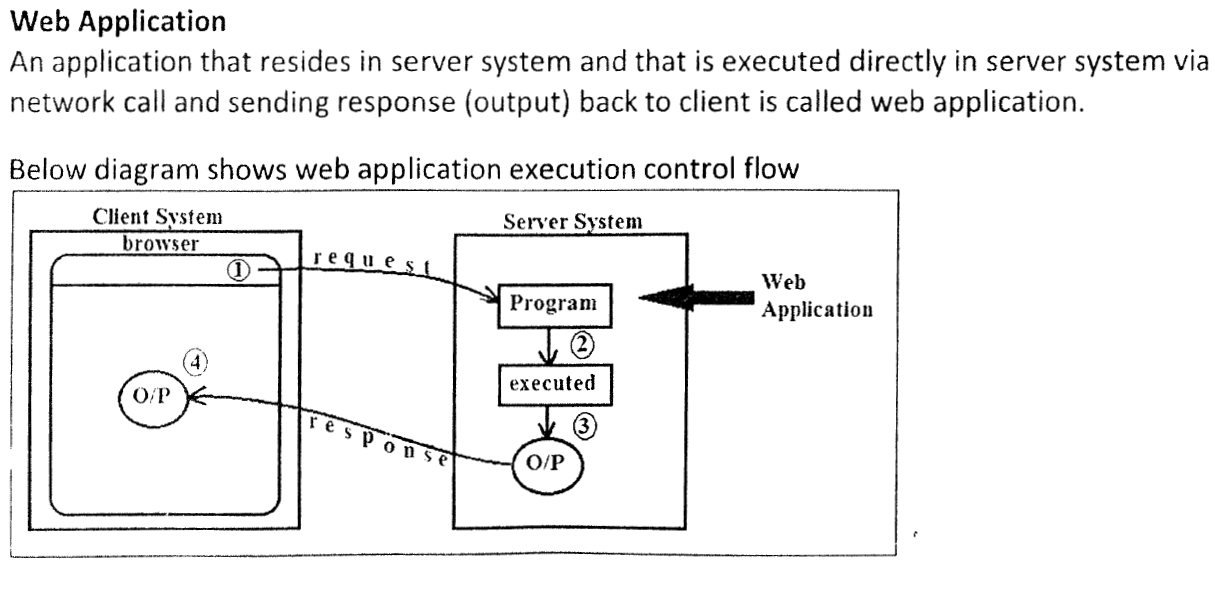 Web Application
An application that resides in server system and that is executed directly in server system via
network call and sending response (output) back to client is called web application.
Below diagram shows web application execution control flow
Client System
browser
1
request
4
O/P
response
Server System
Program
2
executed
3
O/P
Web
Application